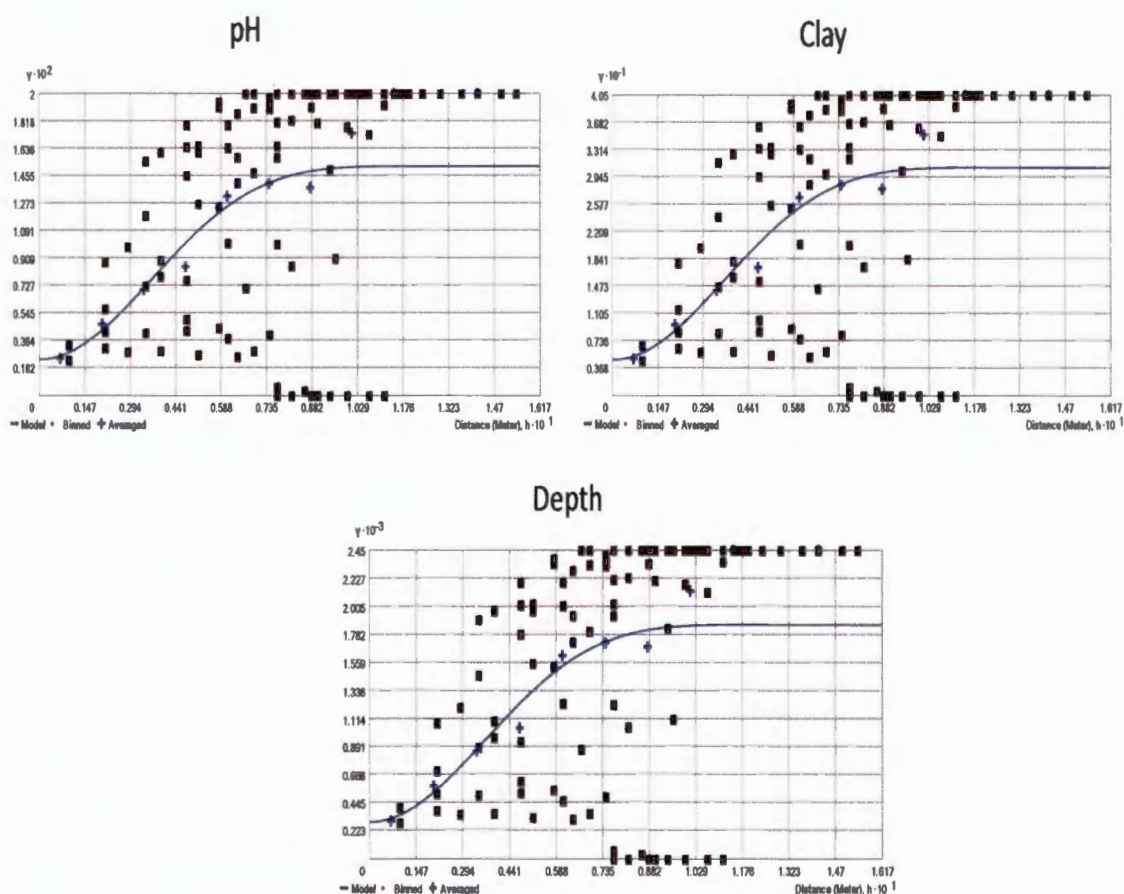 pH
Clay
γ·10²
2
1.818
1.636
1.455
1.273
1.091
0.909
0.727
0.545
0.364
0.182
0 0.147 0.294 0.441 0.588 0.735 0.882 1.029 1.176 1.323 1.47 1.617
Model Binned Averaged Distance (Meter), h·10¹
γ·10⁻¹
4.05
3.682
3.314
2.945
2.577
2.209
1.841
1.473
1.105
0.736
0.368
0 0.147 0.294 0.441 0.588 0.735 0.882 1.029 1.176 1.323 1.47 1.617
Model Binned Averaged Distance (Meter), h·10¹
Depth
γ·10⁻³
2.45
2.227
2.005
1.782
1.559
1.336
1.114
0.891
0.668
0.445
0.223
0 0.147 0.294 0.441 0.588 0.735 0.882 1.029 1.176 1.323 1.47 1.617
Model Binned Averaged Distance (Meter), h·10¹